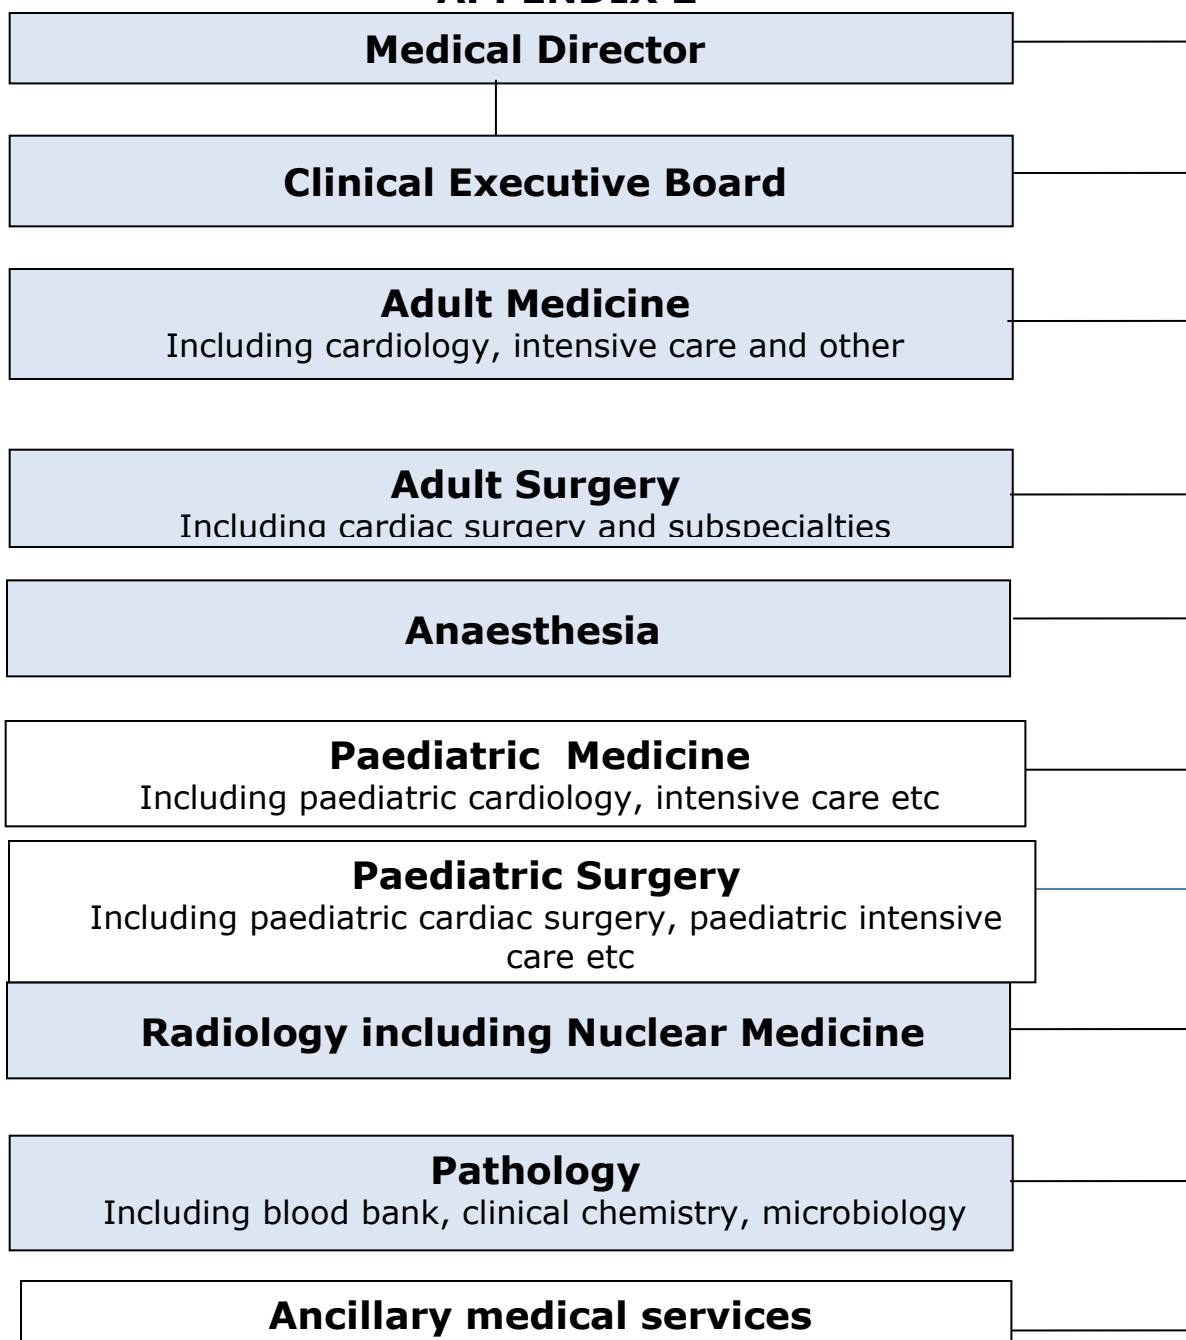 Medical Director
Clinical Executive Board
Adult Medicine
Including cardiology, intensive care and other
Adult Surgery
Including cardiac surgery and subspecialties
Anaesthesia
Paediatric  Medicine
Including paediatric cardiology, intensive care etc
Paediatric Surgery
Including paediatric cardiac surgery, paediatric intensive
care etc
Radiology including Nuclear Medicine
Pathology
Including blood bank, clinical chemistry, microbiology
Ancillary medical services